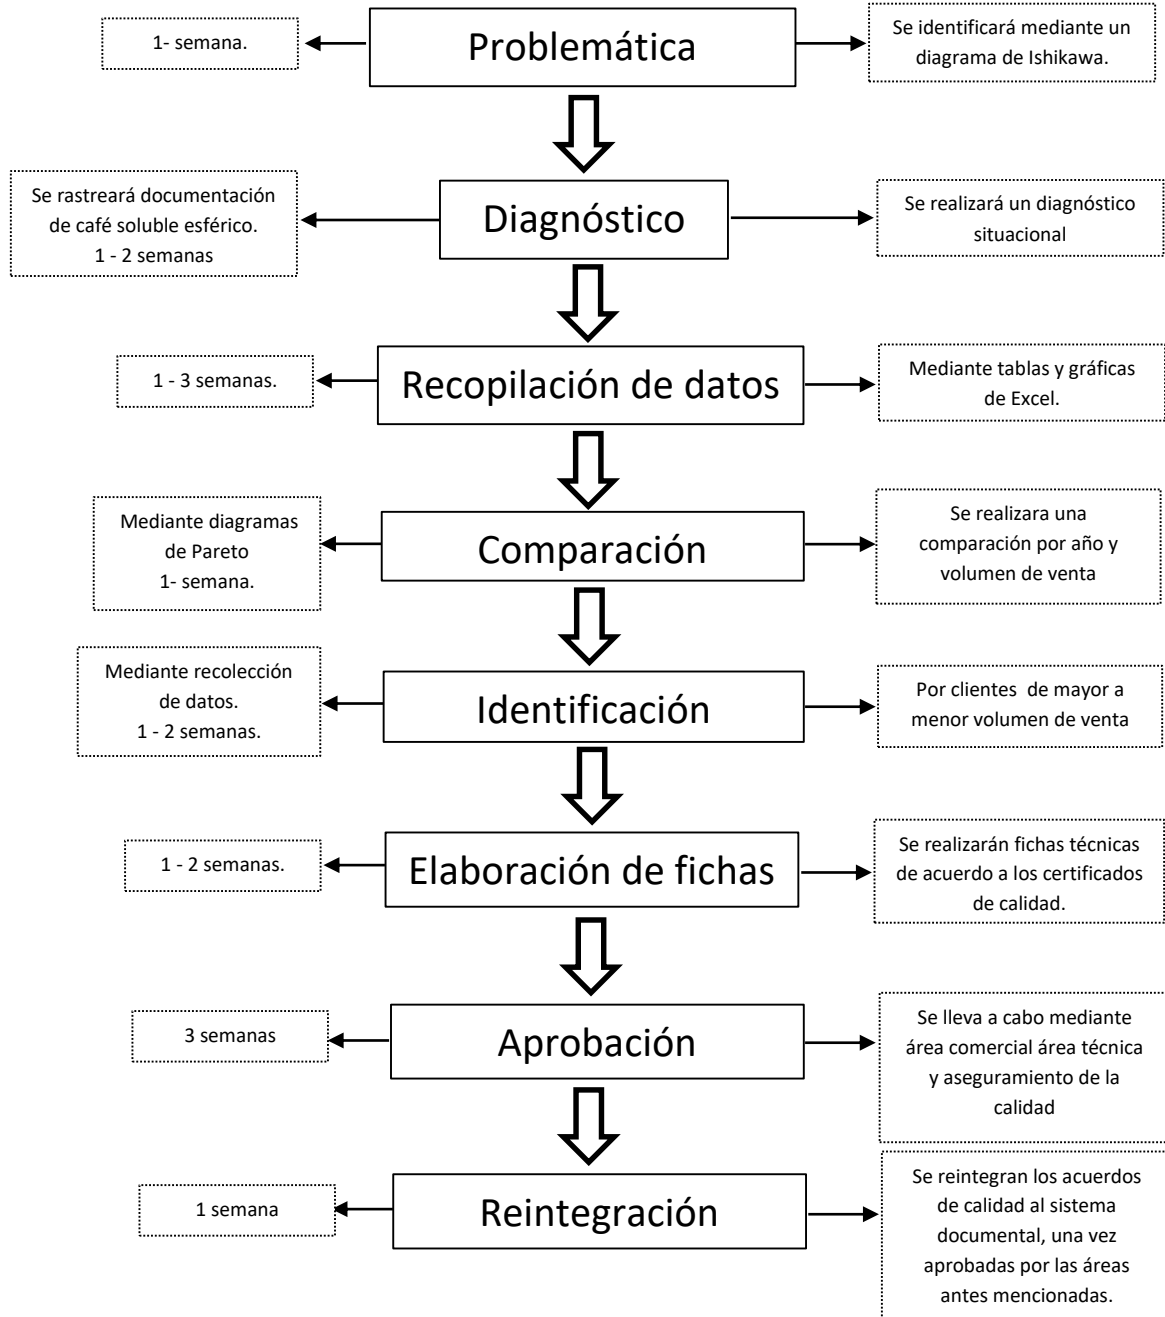 1- semana.
Problemática
Se identificará mediante un
diagrama de Ishikawa.
Se rastreará documentación
de café soluble esférico.
1 - 2 semanas
Diagnóstico
Se realizará un diagnóstico
situacional
1 - 3 semanas.
Recopilación de datos
Mediante tablas y gráficas
de Excel.
Mediante diagramas
de Pareto
1- semana.
Comparación
Se realizara una
comparación por año y
volumen de venta
Mediante recolección
de datos.
1 - 2 semanas.
Identificación
Por clientes de mayor a
menor volumen de venta
1 - 2 semanas.
Elaboración de fichas
Se realizarán fichas técnicas
de acuerdo a los certificados
de calidad.
3 semanas
Aprobación
Se lleva a cabo mediante
área comercial área técnica
y aseguramiento de la
calidad
1 semana
Reintegración
Se reintegran los acuerdos
de calidad al sistema
documental, una vez
aprobadas por las áreas
antes mencionadas.